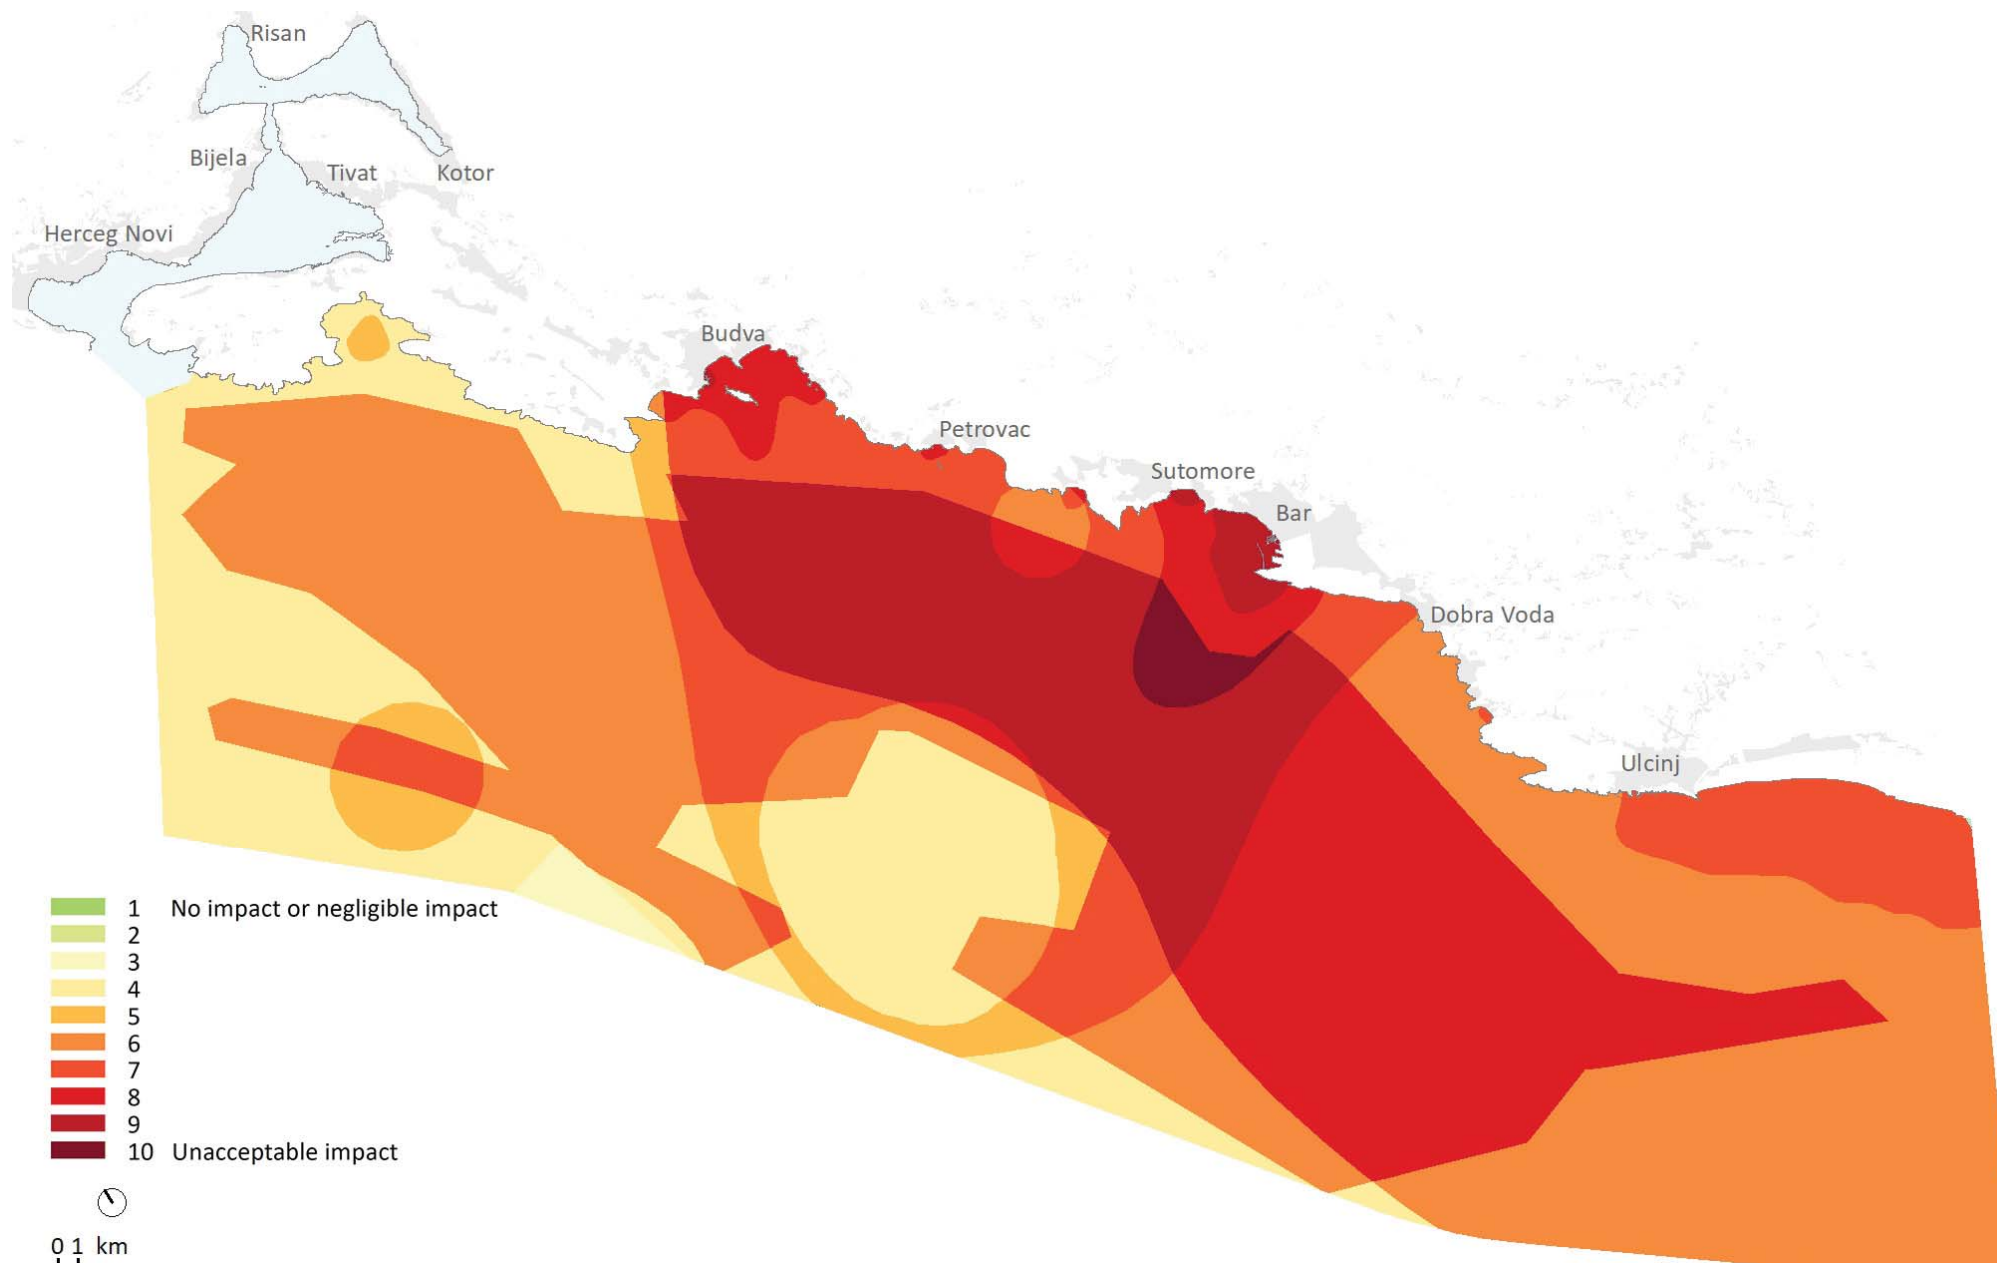 Risan
Bijela
Tivat
Kotor
Herceg Novi
Budva
Petrovac
Sutomore
Bar
Dobra Voda
Ulcinj
1 No impact or negligible impact
2
3
4
5
6
7
8
9
10 Unacceptable impact
0 1 km